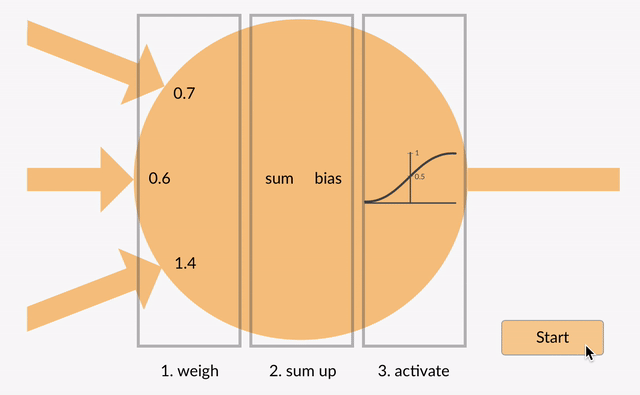 0.7
0.6
1.4
sum bias
1
0.5
Start
1. weigh
2. sum up
3. activate